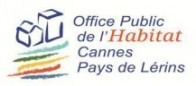 Office Public
de l'Habitat
Cannes
Pays de Lérins